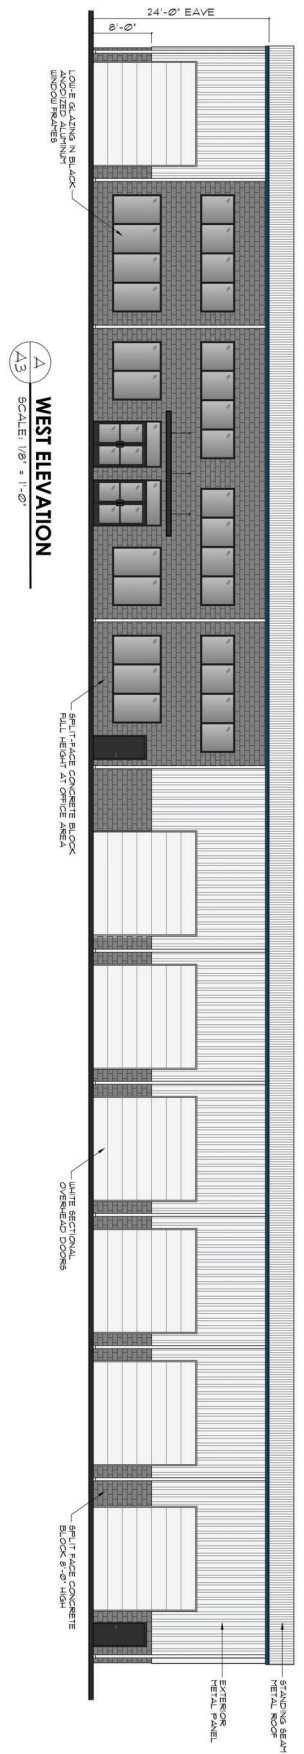 24'-0" EAVE
8'-0"
LOW-E GLAZING IN BLACK
ANODIZED ALUMINUM
WINDOW FRAMES
A
A3
WEST ELEVATION
SCALE: 1/8" = 1'-0"
SPLIT-FACE CONCRETE BLOCK
FULL HEIGHT AT OFFICE AREA
WHITE SECTIONAL
OVERHEAD DOORS
SPLIT FACE CONCRETE
BLOCK 8'-0" HIGH
EXTERIOR
METAL PANEL
STANDING SEAM
METAL ROOF